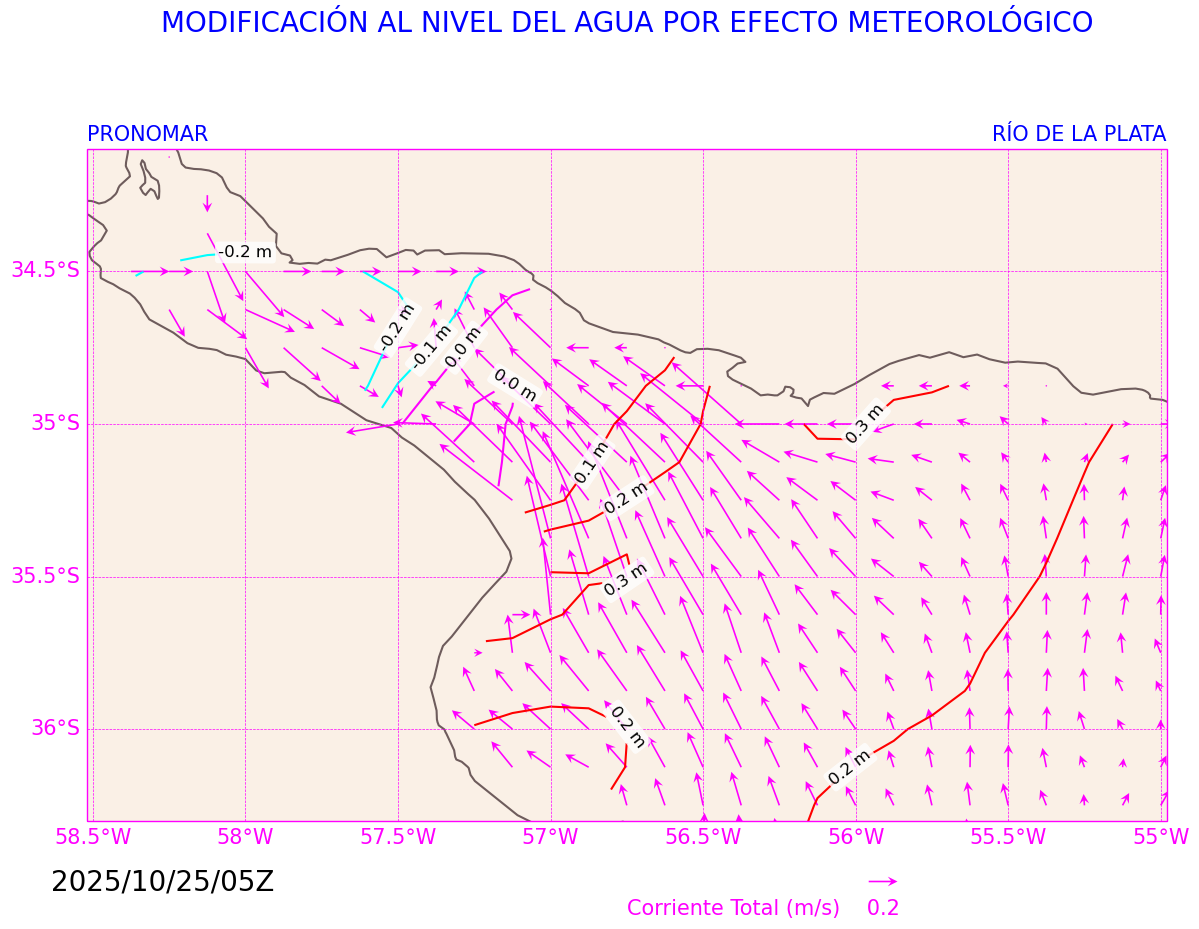 MODIFICACIÓN AL NIVEL DEL AGUA POR EFECTO METEOROLÓGICO
PRONOMAR
RÍO DE LA PLATA
-0.2 m
34.5°S
-0.2 m
-0.1 m
0.0 m
0.0 m
35°S
0.3 m
0.1 m
0.2 m
35.5°S
0.3 m
36°S
0.2 m
0.2 m
58.5°W
58°W
57.5°W
57°W
56.5°W
56°W
55.5°W
55°W
2025/10/25/05Z
Corriente Total (m/s) 0.2